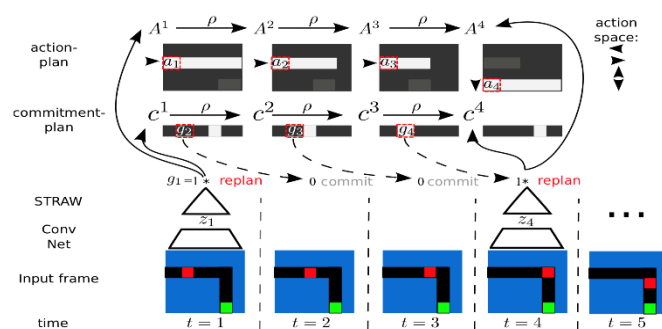 A¹ ρ A² ρ A³ ρ A⁴
action-plan
action space:
a₁ a₂ a₃ a₄
commitment-plan
c¹ ρ c² ρ c³ ρ c⁴
g₂ g₃ g₄
g₁=1 * replan 0 commit 0 commit 1* replan
STRAW
z₁ z₄
Conv Net
...
Input frame
time t = 1 t = 2 t = 3 t = 4 t = 5